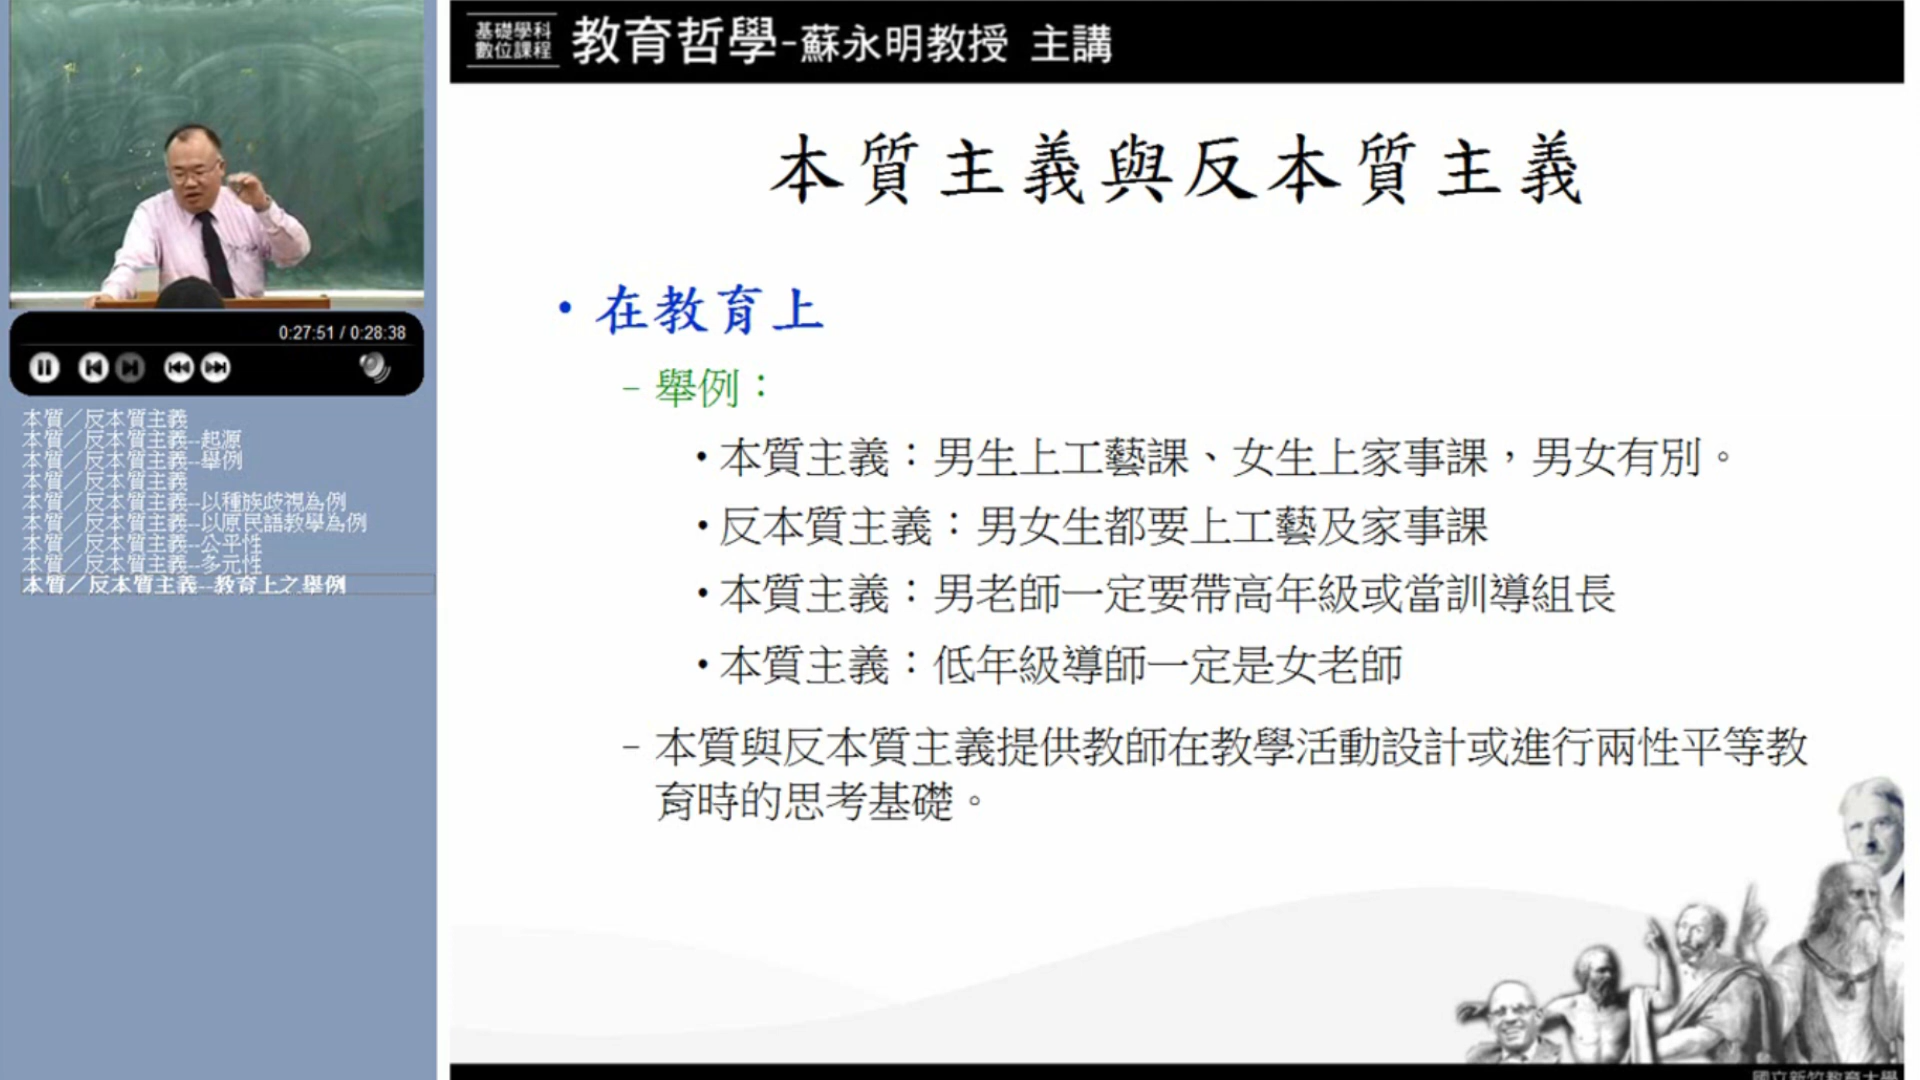 基礎學科
數位課程
教育哲學-蘇永明教授 主講
0:27:51 / 0:28:38
本質／反本質主義
本質／反本質主義--起源
本質／反本質主義--舉例
本質／反本質主義
本質／反本質主義--以種族歧視為例
本質／反本質主義--以原民語教學為例
本質／反本質主義--公平性
本質／反本質主義--多元性
本質／反本質主義--教育上之舉例
本質主義與反本質主義
• 在教育上
– 舉例：
• 本質主義：男生上工藝課、女生上家事課，男女有別。
• 反本質主義：男女生都要上工藝及家事課
• 本質主義：男老師一定要帶高年級或當訓導組長
• 本質主義：低年級導師一定是女老師
– 本質與反本質主義提供教師在教學活動設計或進行兩性平等教
育時的思考基礎。
國立新竹教育大學